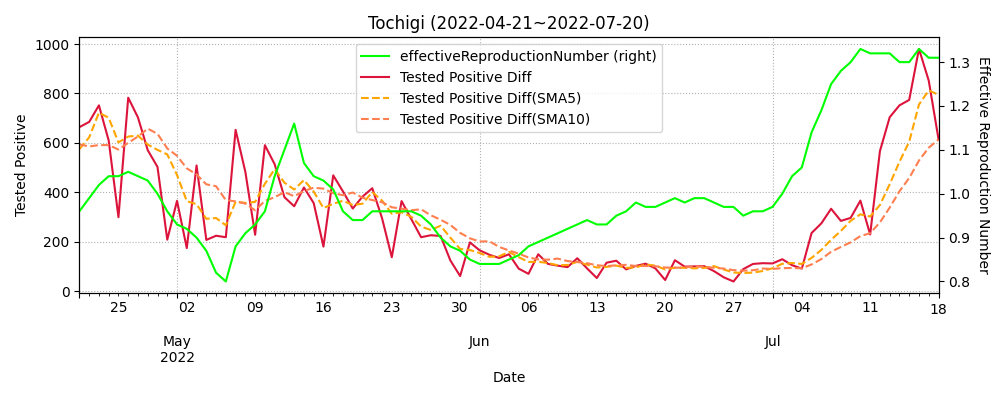 Tochigi (2022-04-21~2022-07-20)
effectiveReproductionNumber (right)
Tested Positive Diff
Tested Positive Diff(SMA5)
Tested Positive Diff(SMA10)
Tested Positive
1000
800
600
400
200
0
Effective Reproduction Number
1.3
1.2
1.1
1.0
0.9
0.8
25 02 09 16 23 30 06 13 20 27 04 11 18
May Jun Jul
2022
Date